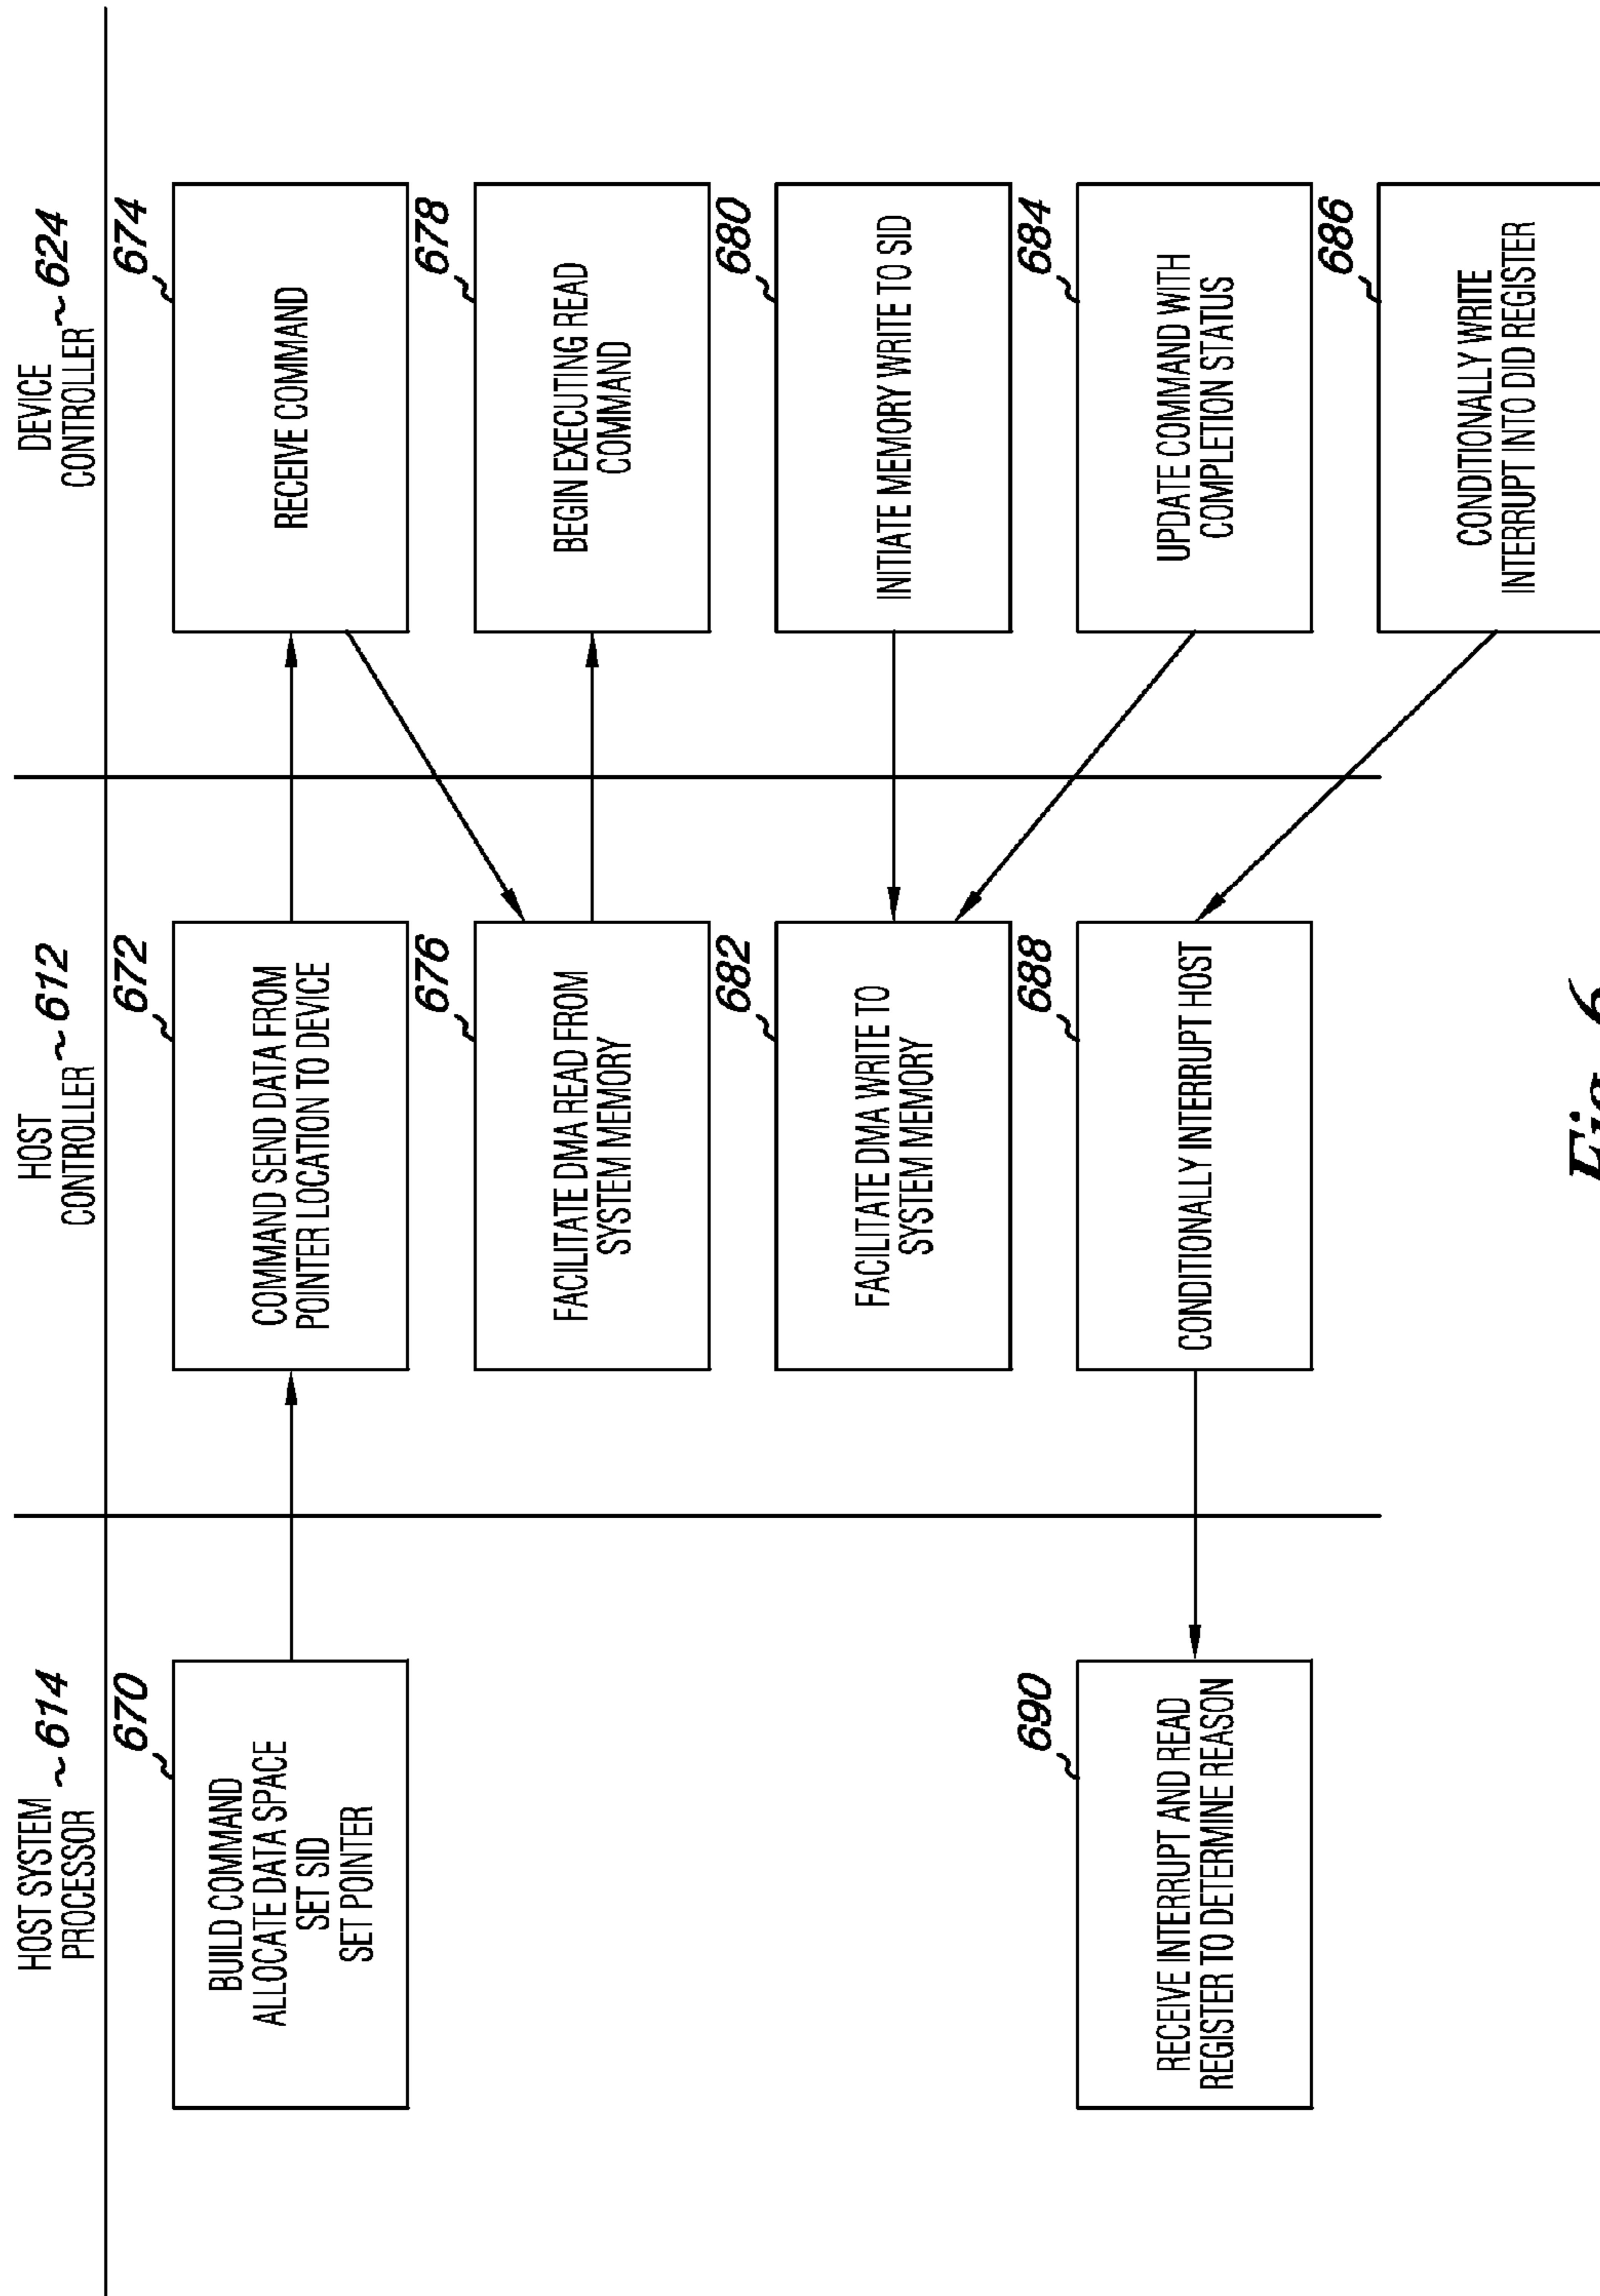 HOST SYSTEM
PROCESSOR ~614
HOST
CONTROLLER ~612
DEVICE
CONTROLLER ~624
670
BUILD COMMAND
ALLOCATE DATA SPACE
SET SID
SET POINTER
672
COMMAND SEND DATA FROM
POINTER LOCATION TO DEVICE
674
RECEIVE COMMAND
676
FACILITATE DMA READ FROM
SYSTEM MEMORY
678
BEGIN EXECUTING READ
COMMAND
682
FACILITATE DMA WRITE TO
SYSTEM MEMORY
680
INITIATE MEMORY WRITE TO SID
690
RECEIVE INTERRUPT AND READ
REGISTER TO DETERMINE REASON
688
CONDITIONALLY INTERRUPT HOST
684
UPDATE COMMAND WITH
COMPLETION STATUS
686
CONDITIONALLY WRITE
INTERRUPT INTO DID REGISTER
Fig. 6